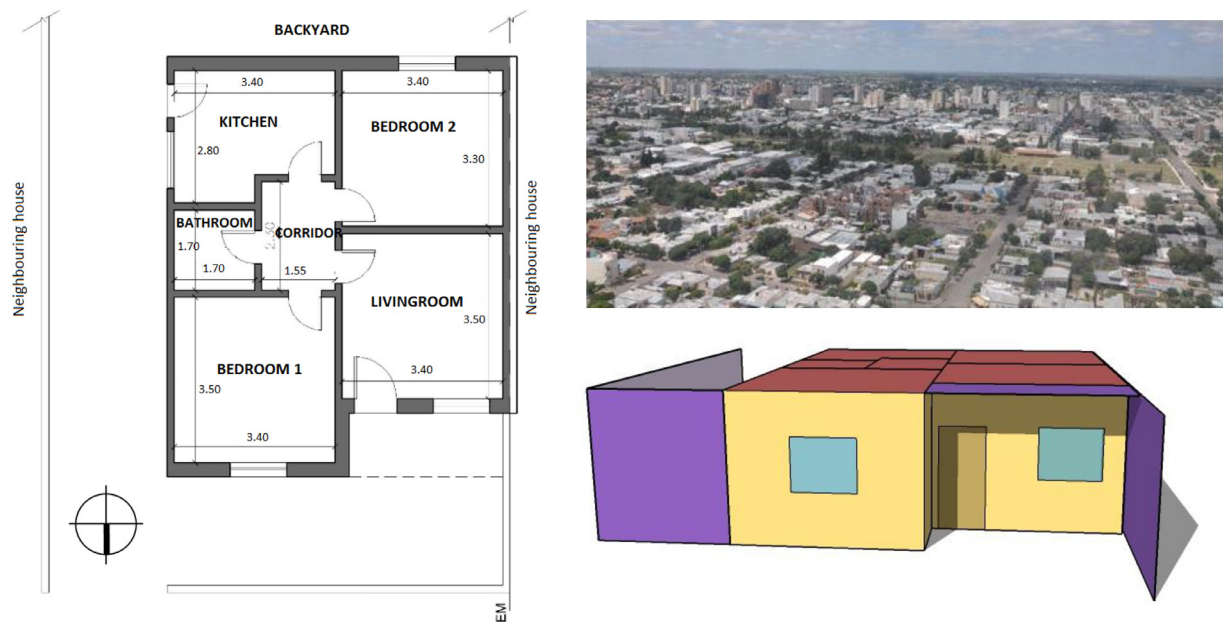 BACKYARD
3.40
3.40
KITCHEN
BEDROOM 2
2.80
3.30
Neighbouring house
Neighbouring house
BATHROOM
CORRIDOR
1.70
1.70
1.55
LIVINGROOM
3.50
BEDROOM 1
3.50
3.40
3.40
EM